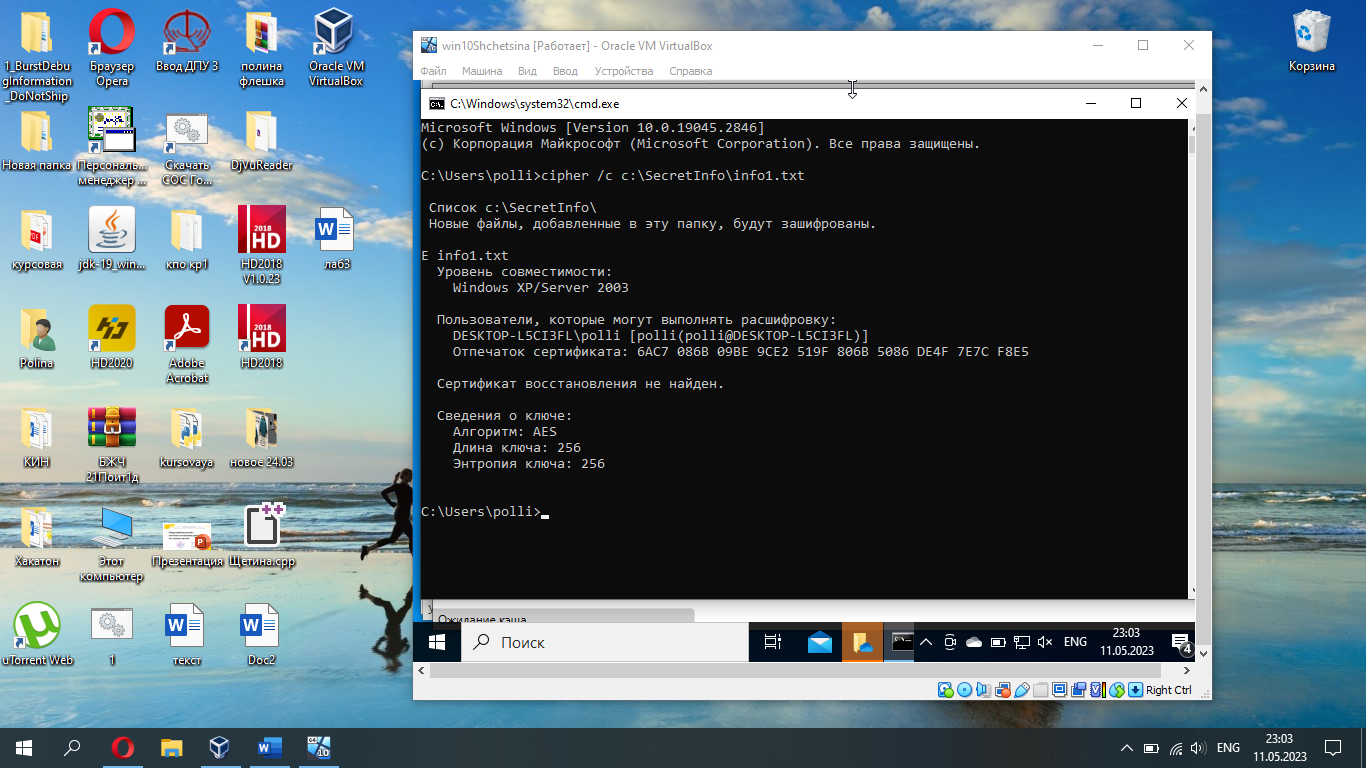 1_BurstDebu
gInformation
_DoNotShip
Браузер
Opera
Ввод ДПУ 3
полина
флешка
Oracle VM
VirtualBox
Корзина
Новая папка
Персональ...
менеджер ...
Скачать
СОС Го...
DjVuReader
курсовая
jdk-19_win...
кпо кр1
HD2018
V1.0.23
лаб3
Polina
HD2020
Adobe
Acrobat
HD2018
КИН
БЖЧ
21Поит1д
kursovaya
новое 24.03
Хакатон
Этот
компьютер
Презентация
Щетина.cpp
uTorrent Web
1
текст
Doc2
win10Shchetsina [Работает] - Oracle VM VirtualBox
Файл Машина Вид Ввод Устройства Справка
C:\Windows\system32\cmd.exe
Microsoft Windows [Version 10.0.19045.2846]
(c) Корпорация Майкрософт (Microsoft Corporation). Все права защищены.
C:\Users\polli>cipher /c c:\SecretInfo\info1.txt
Список c:\SecretInfo\
Новые файлы, добавленные в эту папку, будут зашифрованы.
E info1.txt
Уровень совместимости:
Windows XP/Server 2003
Пользователи, которые могут выполнять расшифровку:
DESKTOP-L5CI3FL\polli [polli(polli@DESKTOP-L5CI3FL)]
Отпечаток сертификата: 6AC7 086B 09BE 9CE2 519F 806B 5086 DE4F 7E7C F8E5
Сертификат восстановления не найден.
Сведения о ключе:
Алгоритм: AES
Длина ключа: 256
Энтропия ключа: 256
C:\Users\polli>
Ожидание кэша
Поиск
ENG
23:03
11.05.2023
4
Right Ctrl
ENG
23:03
11.05.2023